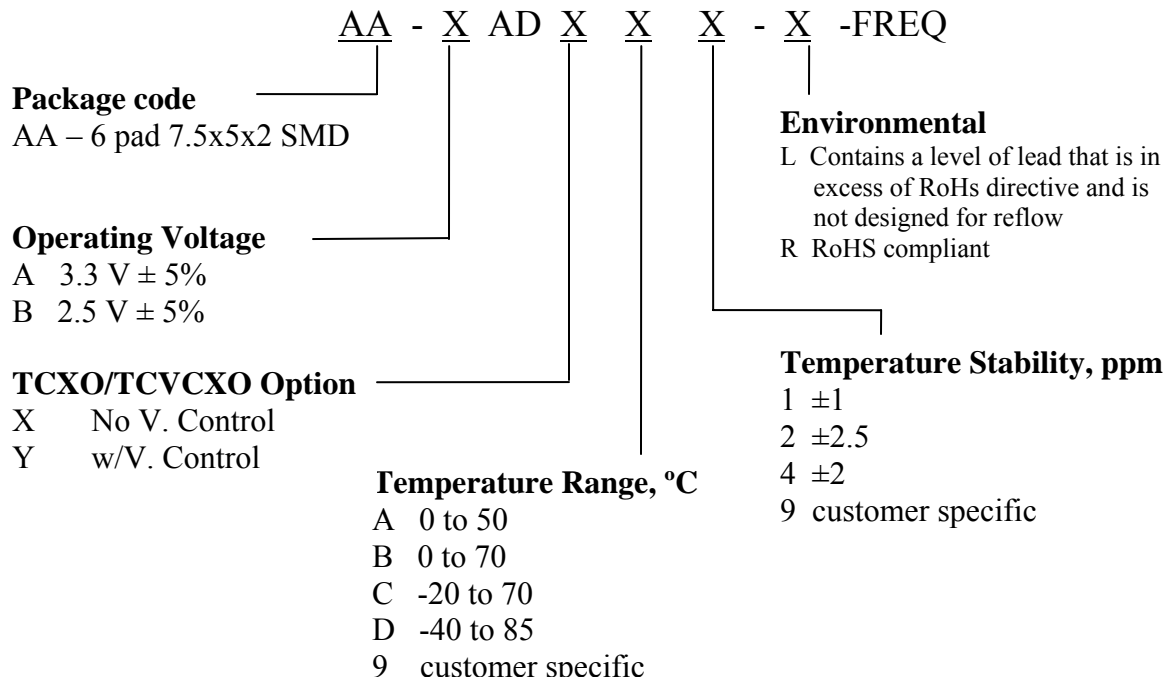 AA - X AD X X X - X -FREQ
Package code
AA – 6 pad 7.5x5x2 SMD
Operating Voltage
A 3.3 V ± 5%
B 2.5 V ± 5%
TCXO/TCVCXO Option
X No V. Control
Y w/V. Control
Temperature Range, ºC
A 0 to 50
B 0 to 70
C -20 to 70
D -40 to 85
9 customer specific
Environmental
L Contains a level of lead that is in
excess of RoHs directive and is
not designed for reflow
R RoHS compliant
Temperature Stability, ppm
1 ±1
2 ±2.5
4 ±2
9 customer specific